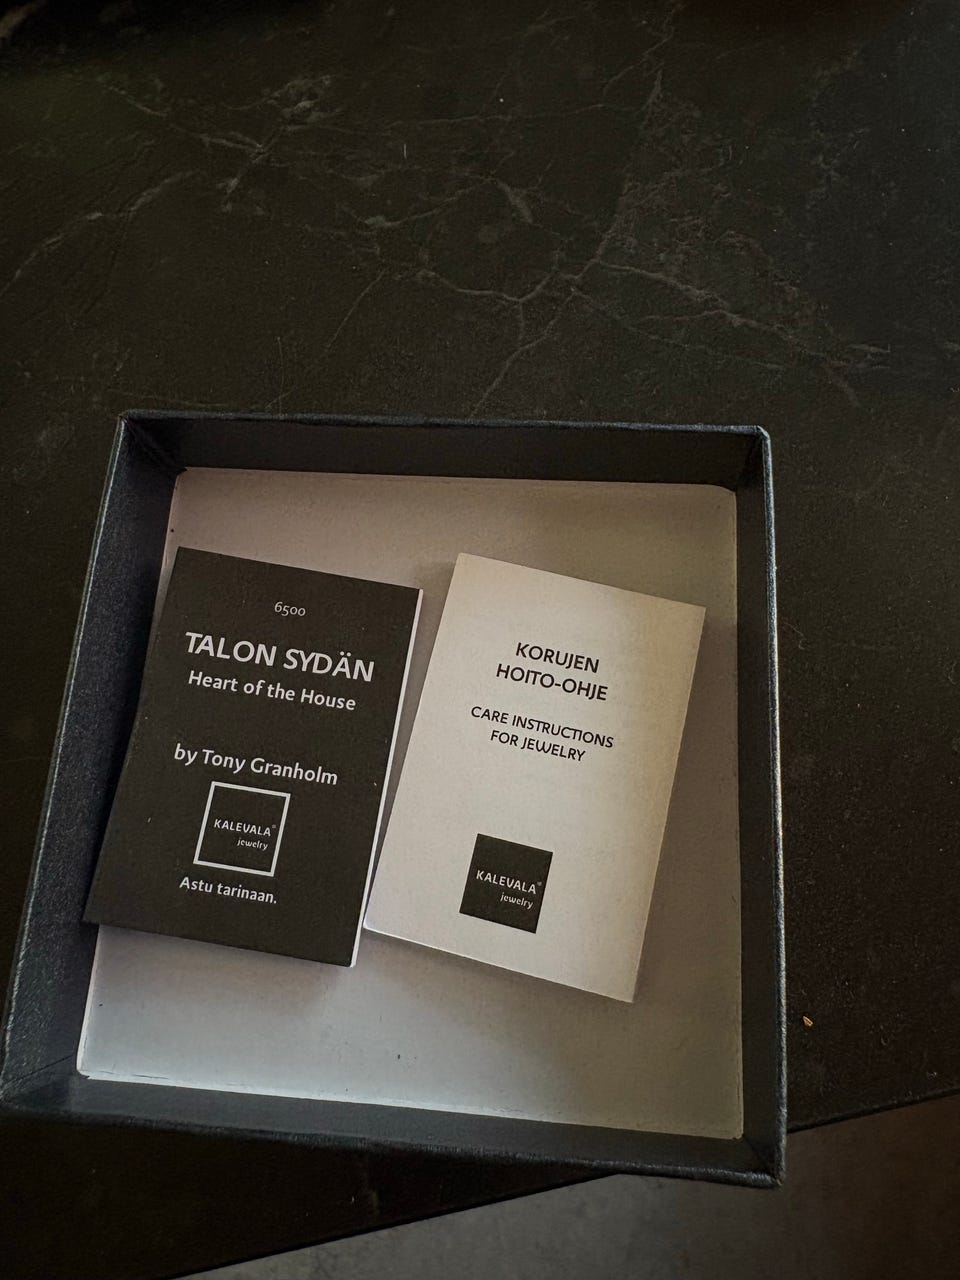 6500
TALON SYDÄN
Heart of the House
by Tony Granholm
KALEVALA®
jewelry
Astu tarinaan.
KORUJEN
HOITO-OHJE
CARE INSTRUCTIONS
FOR JEWELRY
KALEVALA®
jewelry